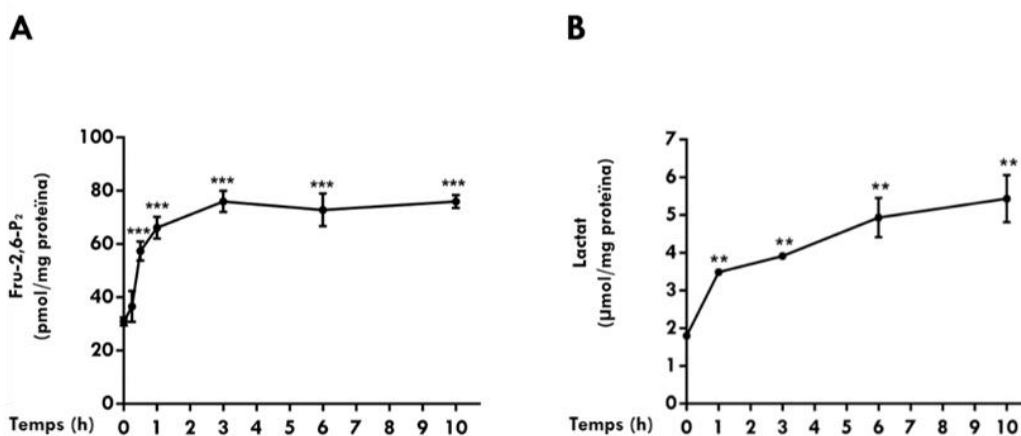 A
Fru-2,6-P₂
(pmol/mg proteïna)
100
80
60
40
20
0
***
***
***
***
***
Temps (h)
0 1 2 3 4 5 6 7 8 9 10
B
Lactat
(µmol/mg proteïna)
7
6
5
4
3
2
1
0
**
**
**
**
Temps (h)
0 1 2 3 4 5 6 7 8 9 10